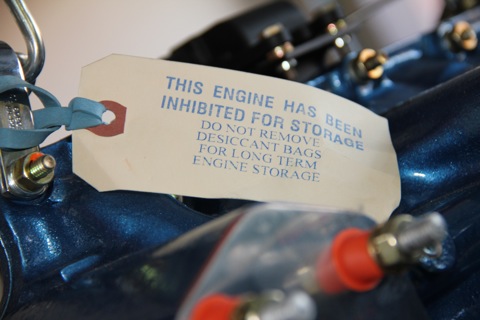 THIS ENGINE HAS BEEN
INHIBITED FOR STORAGE
DO NOT REMOVE
DESICCANT BAGS
FOR LONG TERM
ENGINE STORAGE